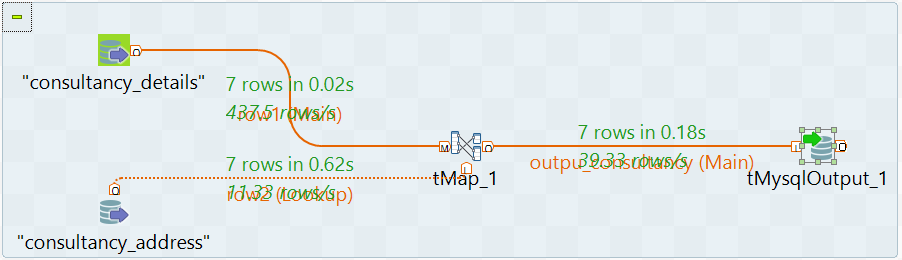 "consultancy_details"
7 rows in 0.02s
437.5 rows/s
row1 (Main)
7 rows in 0.62s
11.33 rows/s
row2 (Lookup)
"consultancy_address"
tMap_1
7 rows in 0.18s
39.33 rows/s
outpu_consultancy (Main)
tMysqlOutput_1
O
O
M
O
L
I
O